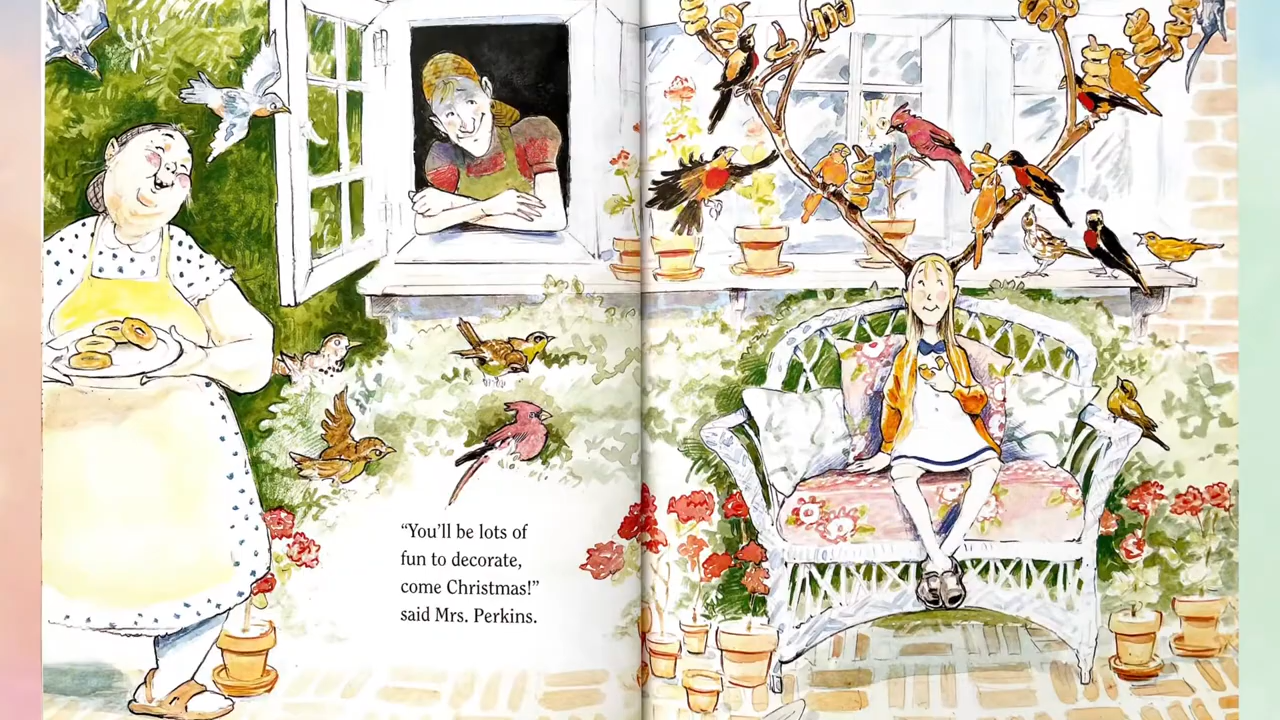 “You’ll be lots of
fun to decorate,
come Christmas!”
said Mrs. Perkins.